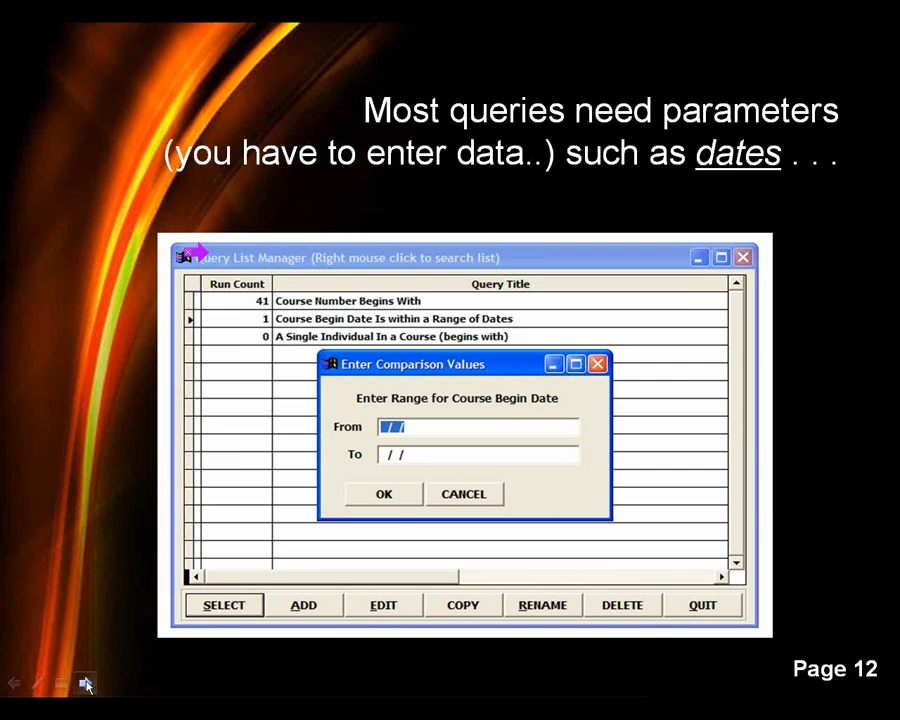 Most queries need parameters
(you have to enter data..) such as dates . . .
uery List Manager (Right mouse click to search list)
Run Count Query Title
41 Course Number Begins With
1 Course Begin Date Is within a Range of Dates
0 A Single Individual In a Course (begins with)
Enter Comparison Values
Enter Range for Course Begin Date
From / /
To / /
OK CANCEL
SELECT ADD EDIT COPY RENAME DELETE QUIT
Page 12